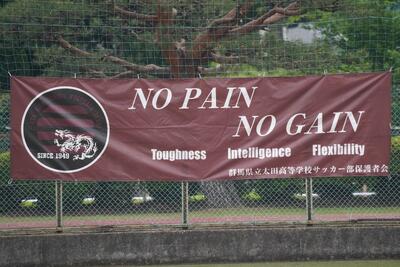 NO PAIN
NO GAIN
Toughness Intelligence Flexibility
SINCE 1949
群馬県立太田高等学校サッカー部保護者会